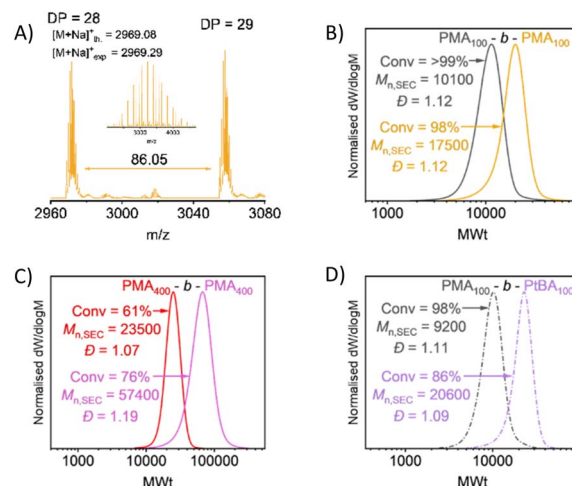 A)
DP = 28
[M+Na]⁺th. = 2969.08
[M+Na]⁺exp = 2969.29
DP = 29
3000 4000
m/z
86.05
2960 3000 3040 3080
m/z
B)
PMA100 - b - PMA100
Conv = >99%
Mn,SEC = 10100
Đ = 1.12
Conv = 98%
Mn,SEC = 17500
Đ = 1.12
Normalised dW/dlogM
1000 10000
MWt
C)
PMA400 - b - PMA400
Conv = 61%
Mn,SEC = 23500
Đ = 1.07
Conv = 76%
Mn,SEC = 57400
Đ = 1.19
Normalised dW/dlogM
1000 10000 100000
MWt
D)
PMA100 - b - PtBA100
Conv = 98%
Mn,SEC = 9200
Đ = 1.11
Conv = 86%
Mn,SEC = 20600
Đ = 1.09
Normalised dW/dlogM
1000 10000
MWt